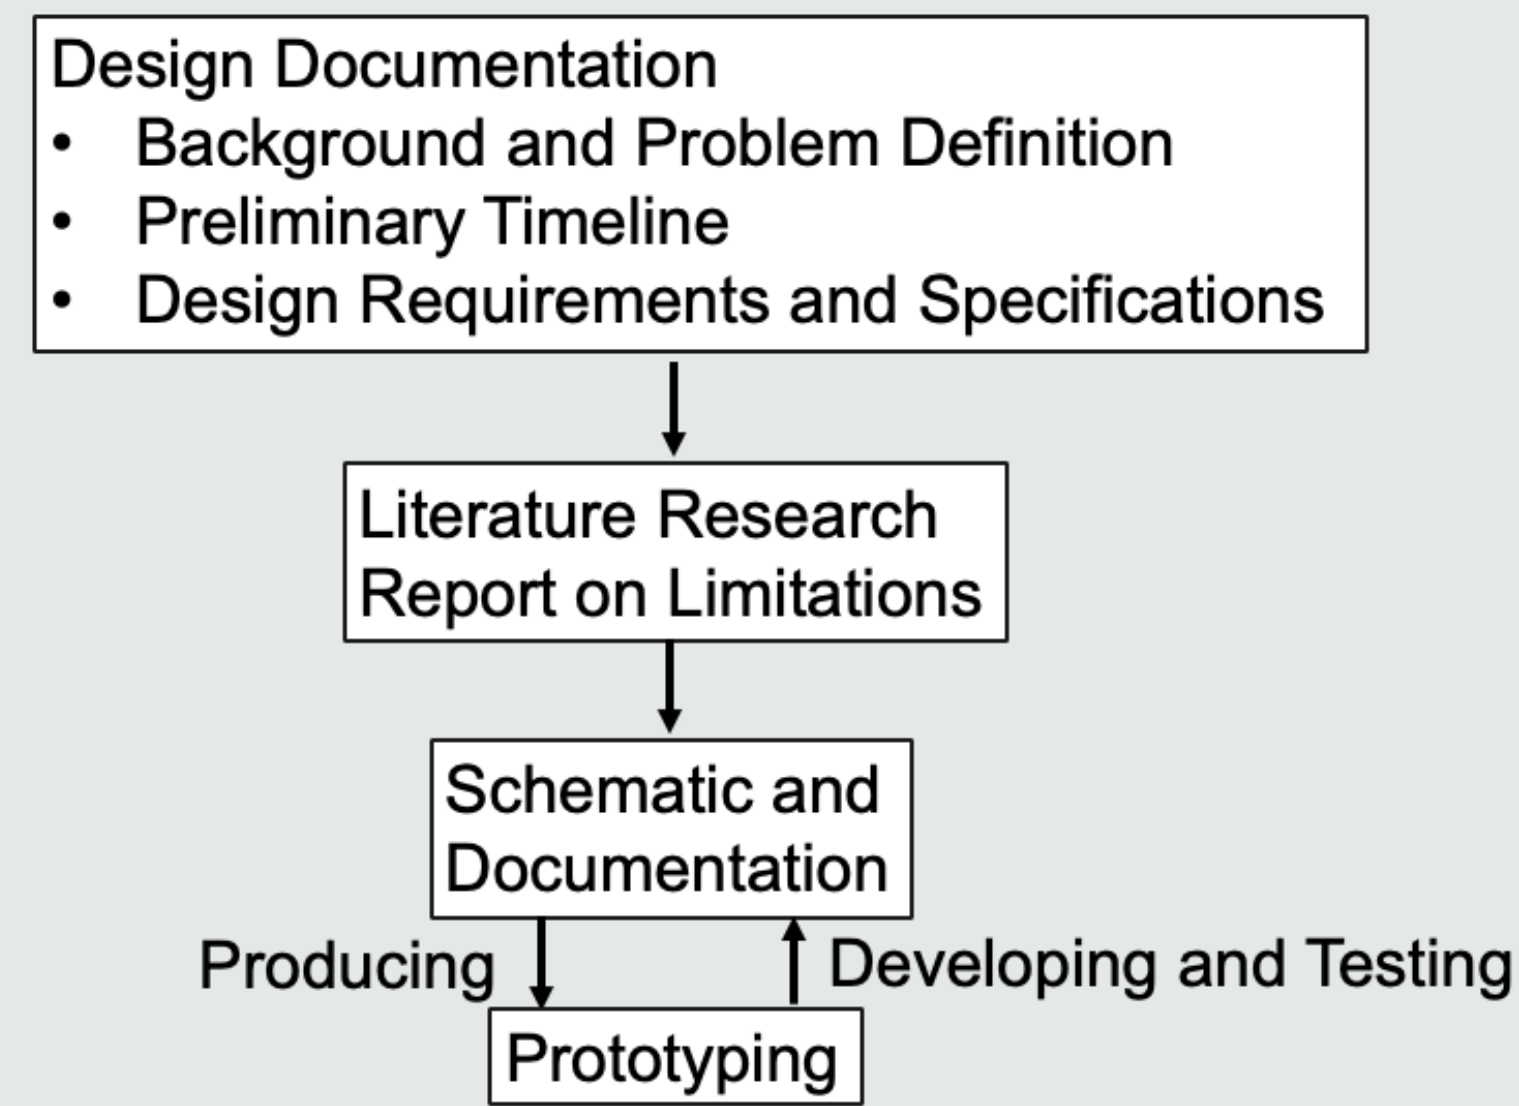 Design Documentation
• Background and Problem Definition
• Preliminary Timeline
• Design Requirements and Specifications
Literature Research
Report on Limitations
Schematic and
Documentation
Producing
Developing and Testing
Prototyping